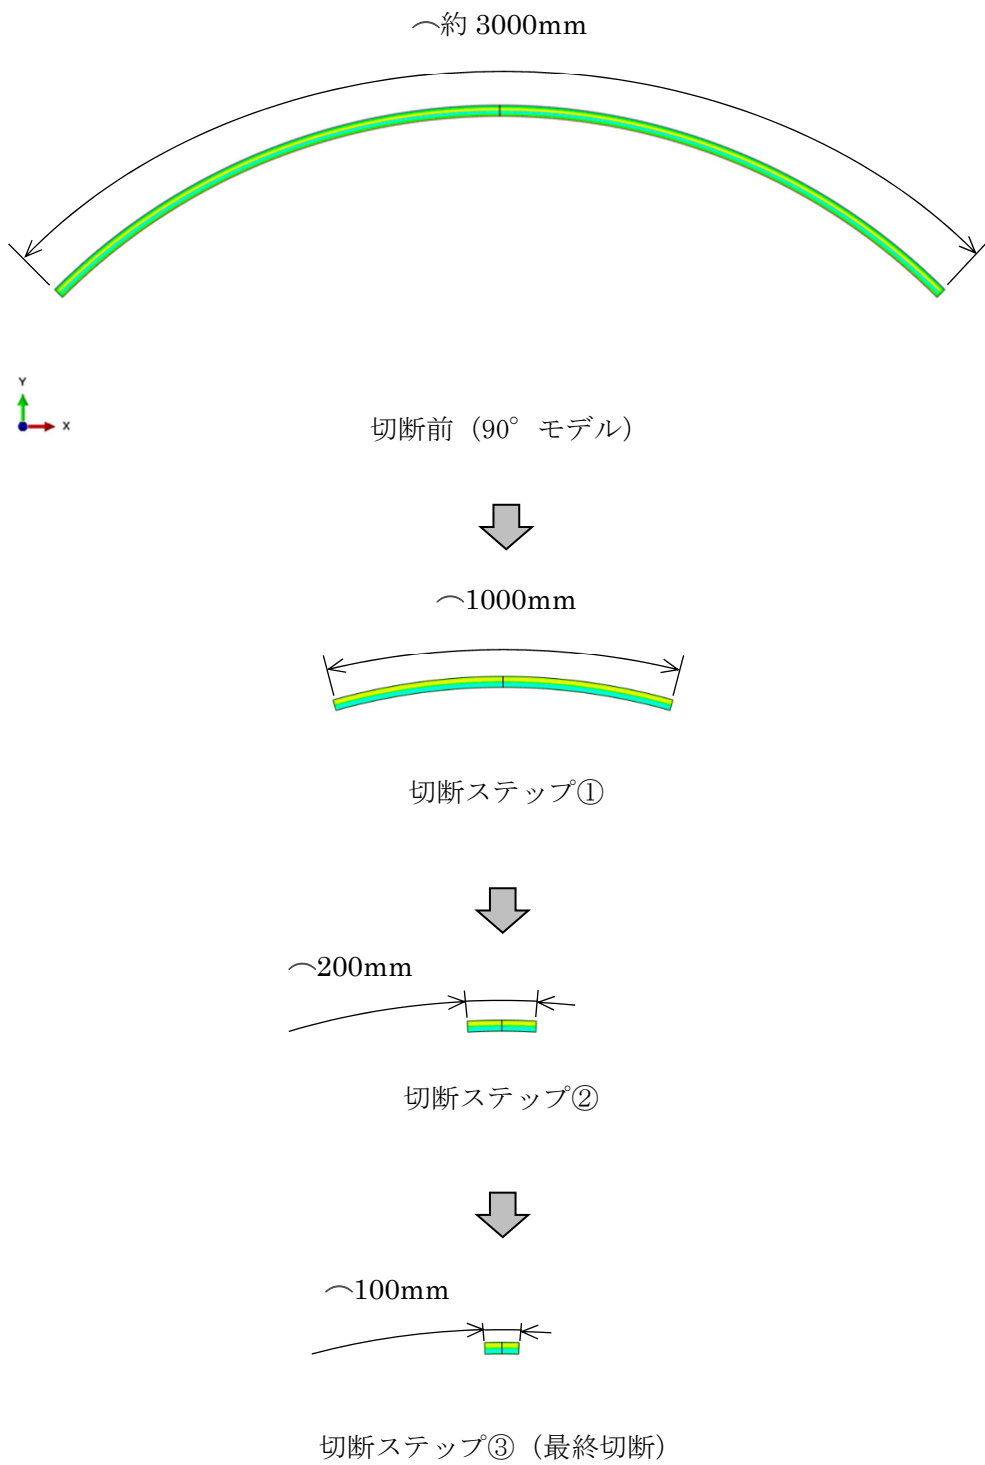 ⌒約 3000mm
Y
X
切断前（90°モデル）
⌒1000mm
切断ステップ①
⌒200mm
切断ステップ②
⌒100mm
切断ステップ③（最終切断）